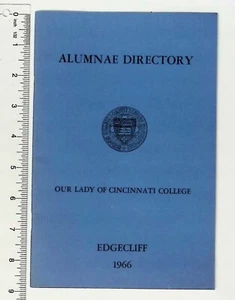 ALUMNAE DIRECTORY
OUR LADY OF CINCINNATI COLLEGE
EDGECLIFF
1966